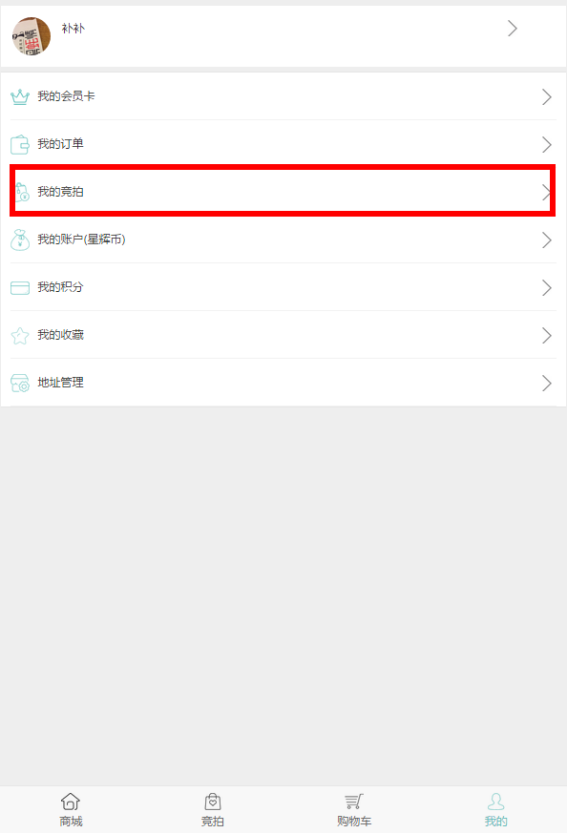 补补
我的会员卡
我的订单
我的竞拍
我的账户(星辉币)
我的积分
我的收藏
地址管理
商城
竞拍
购物车
我的